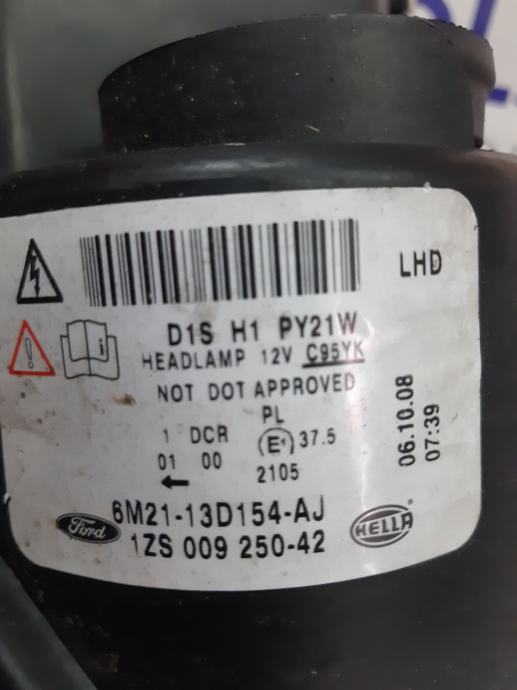 LHD
D1S H1 PY21W
HEADLAMP 12V C95YK
NOT DOT APPROVED
PL
1 DCR E1 37.5
01 00 2105
06.10.08
07:39
Ford 6M21-13D154-AJ
1ZS 009 250-42 HELLA